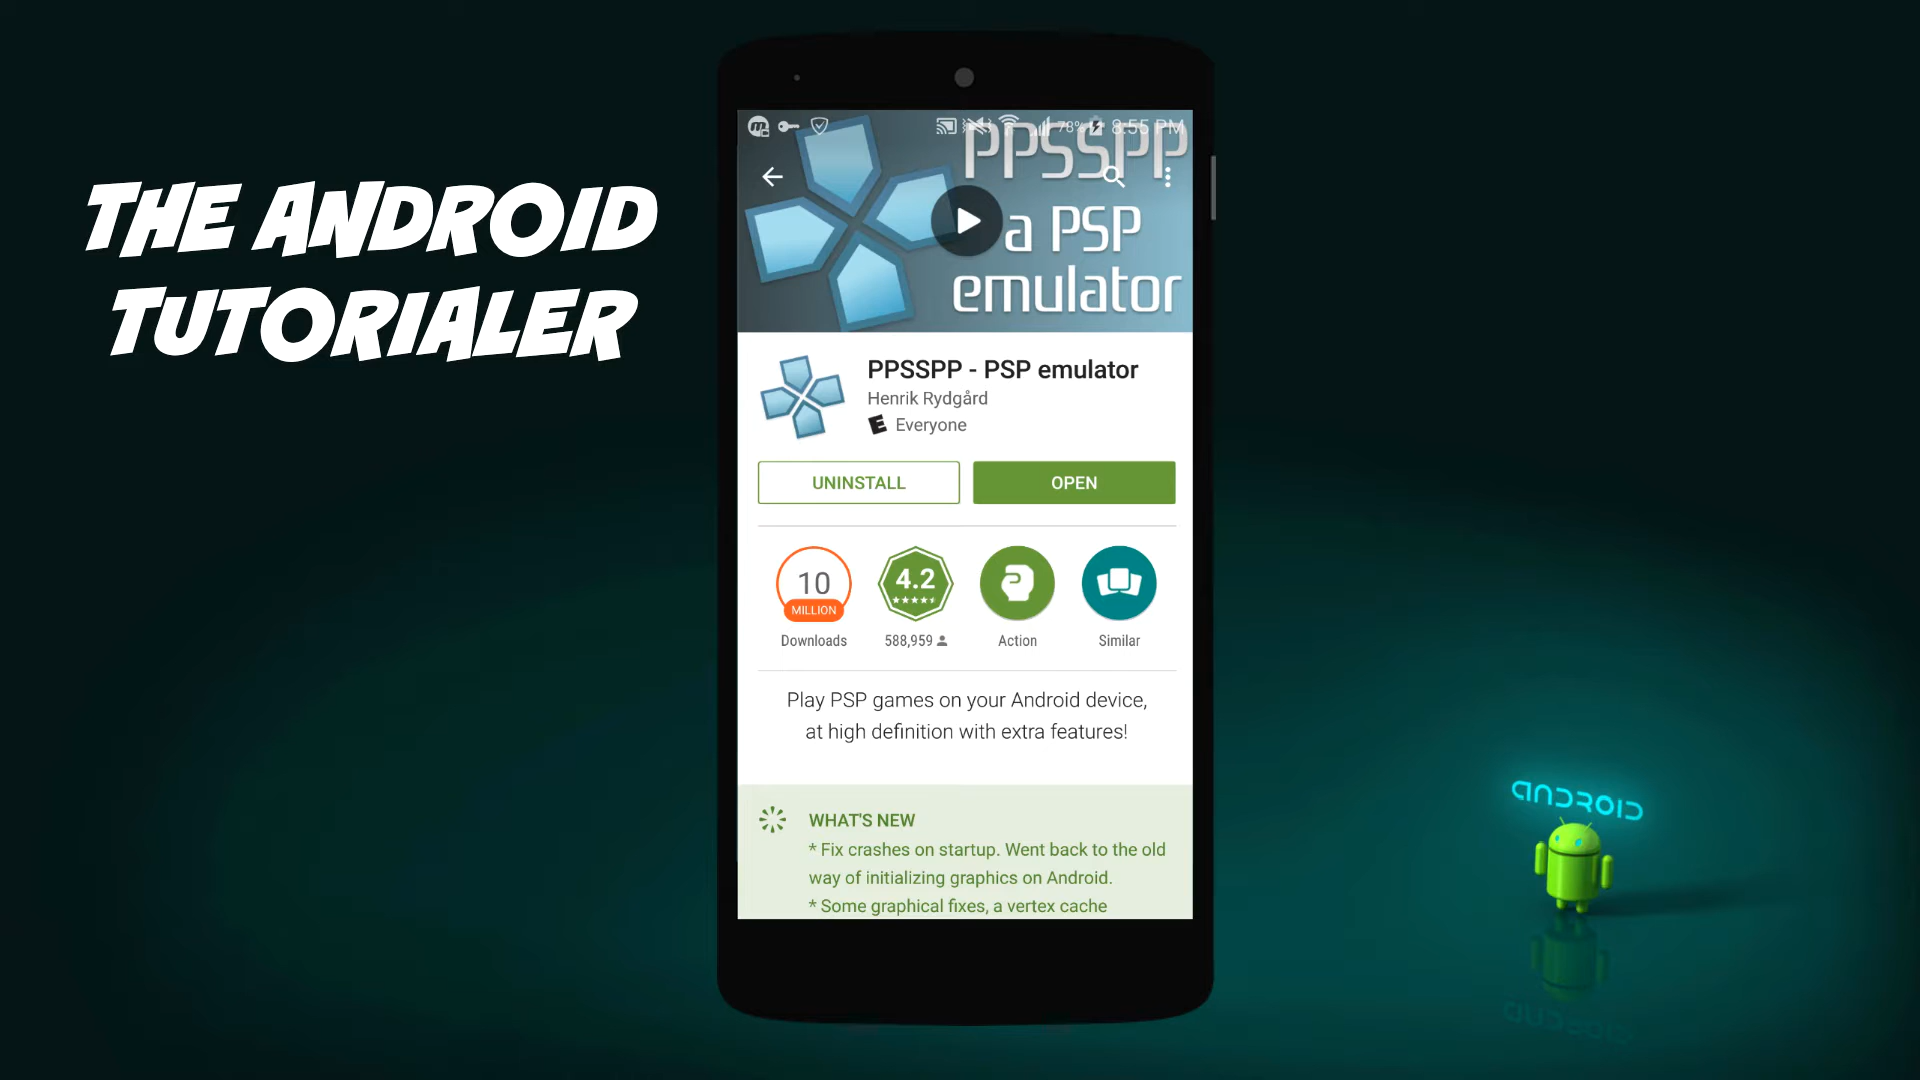 THE ANDROID
TUTORIALER
78% 8:55 PM
PPSSPP
a PSP
emulator
PPSSPP - PSP emulator
Henrik Rydgård
E Everyone
UNINSTALL
OPEN
10
MILLION
Downloads
4.2
588,959
Action
Similar
Play PSP games on your Android device,
at high definition with extra features!
WHAT'S NEW
* Fix crashes on startup. Went back to the old
way of initializing graphics on Android.
* Some graphical fixes, a vertex cache
ANDROID